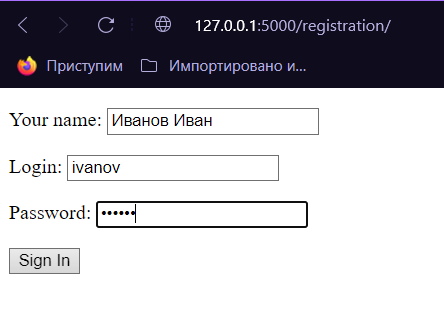 127.0.0.1:5000/registration/
Приступим Импортировано и...
Your name: Иванов Иван
Login: ivanov
Password: ••••••
Sign In